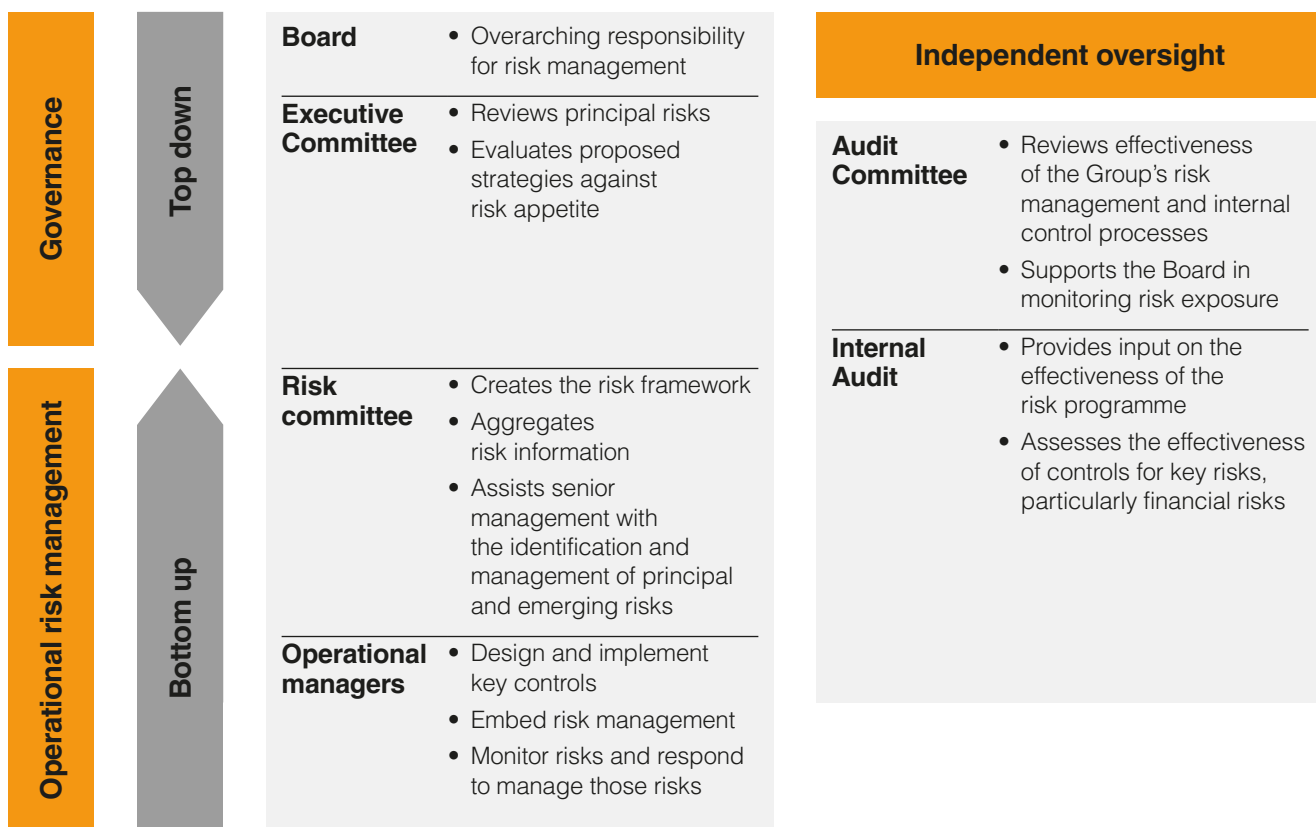 Governance
Top down
Board
• Overarching responsibility
for risk management
Executive
Committee
• Reviews principal risks
• Evaluates proposed
strategies against
risk appetite
Operational risk management
Bottom up
Risk
committee
• Creates the risk framework
• Aggregates
risk information
• Assists senior
management with
the identification and
management of principal
and emerging risks
Operational
managers
• Design and implement
key controls
• Embed risk management
• Monitor risks and respond
to manage those risks
Independent oversight
Audit
Committee
• Reviews effectiveness
of the Group’s risk
management and internal
control processes
• Supports the Board in
monitoring risk exposure
Internal
Audit
• Provides input on the
effectiveness of the
risk programme
• Assesses the effectiveness
of controls for key risks,
particularly financial risks